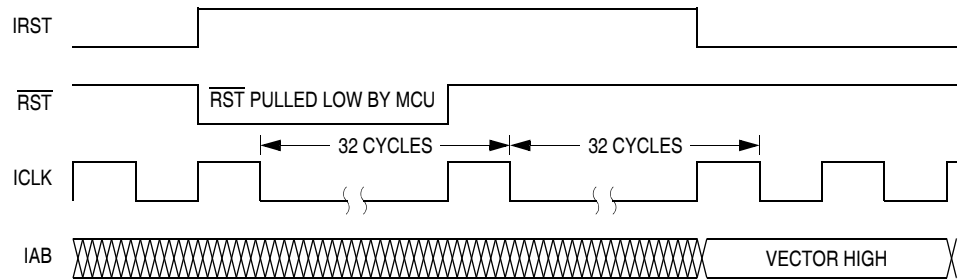 IRST
RST RST PULLED LOW BY MCU
32 CYCLES 32 CYCLES
ICLK
IAB VECTOR HIGH